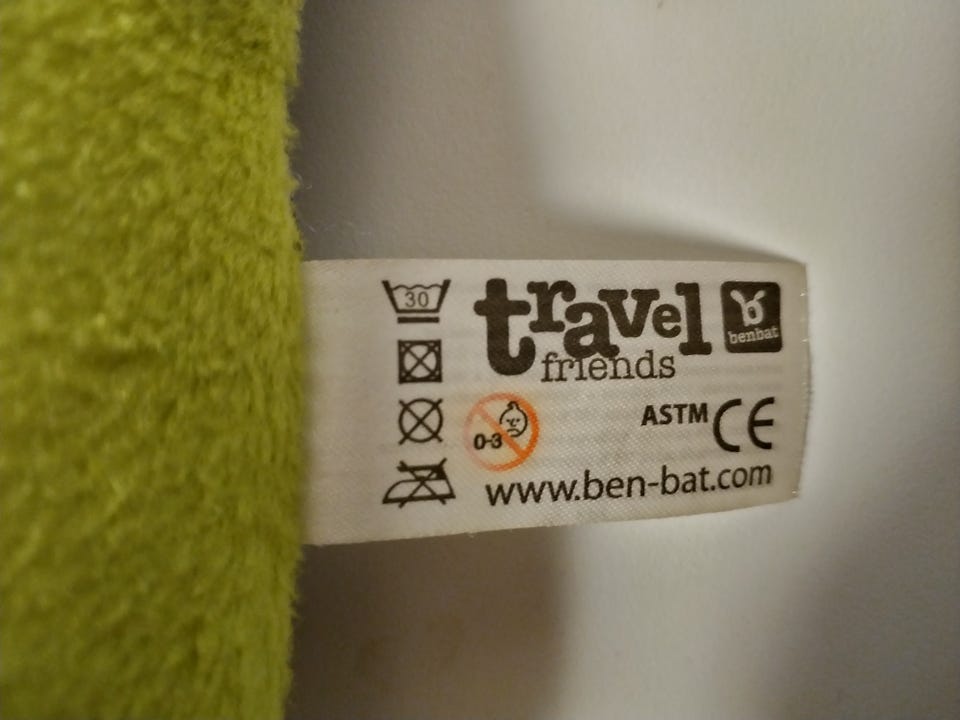 30
travel
friends
benbat
0-3
ASTM CE
www.ben-bat.com